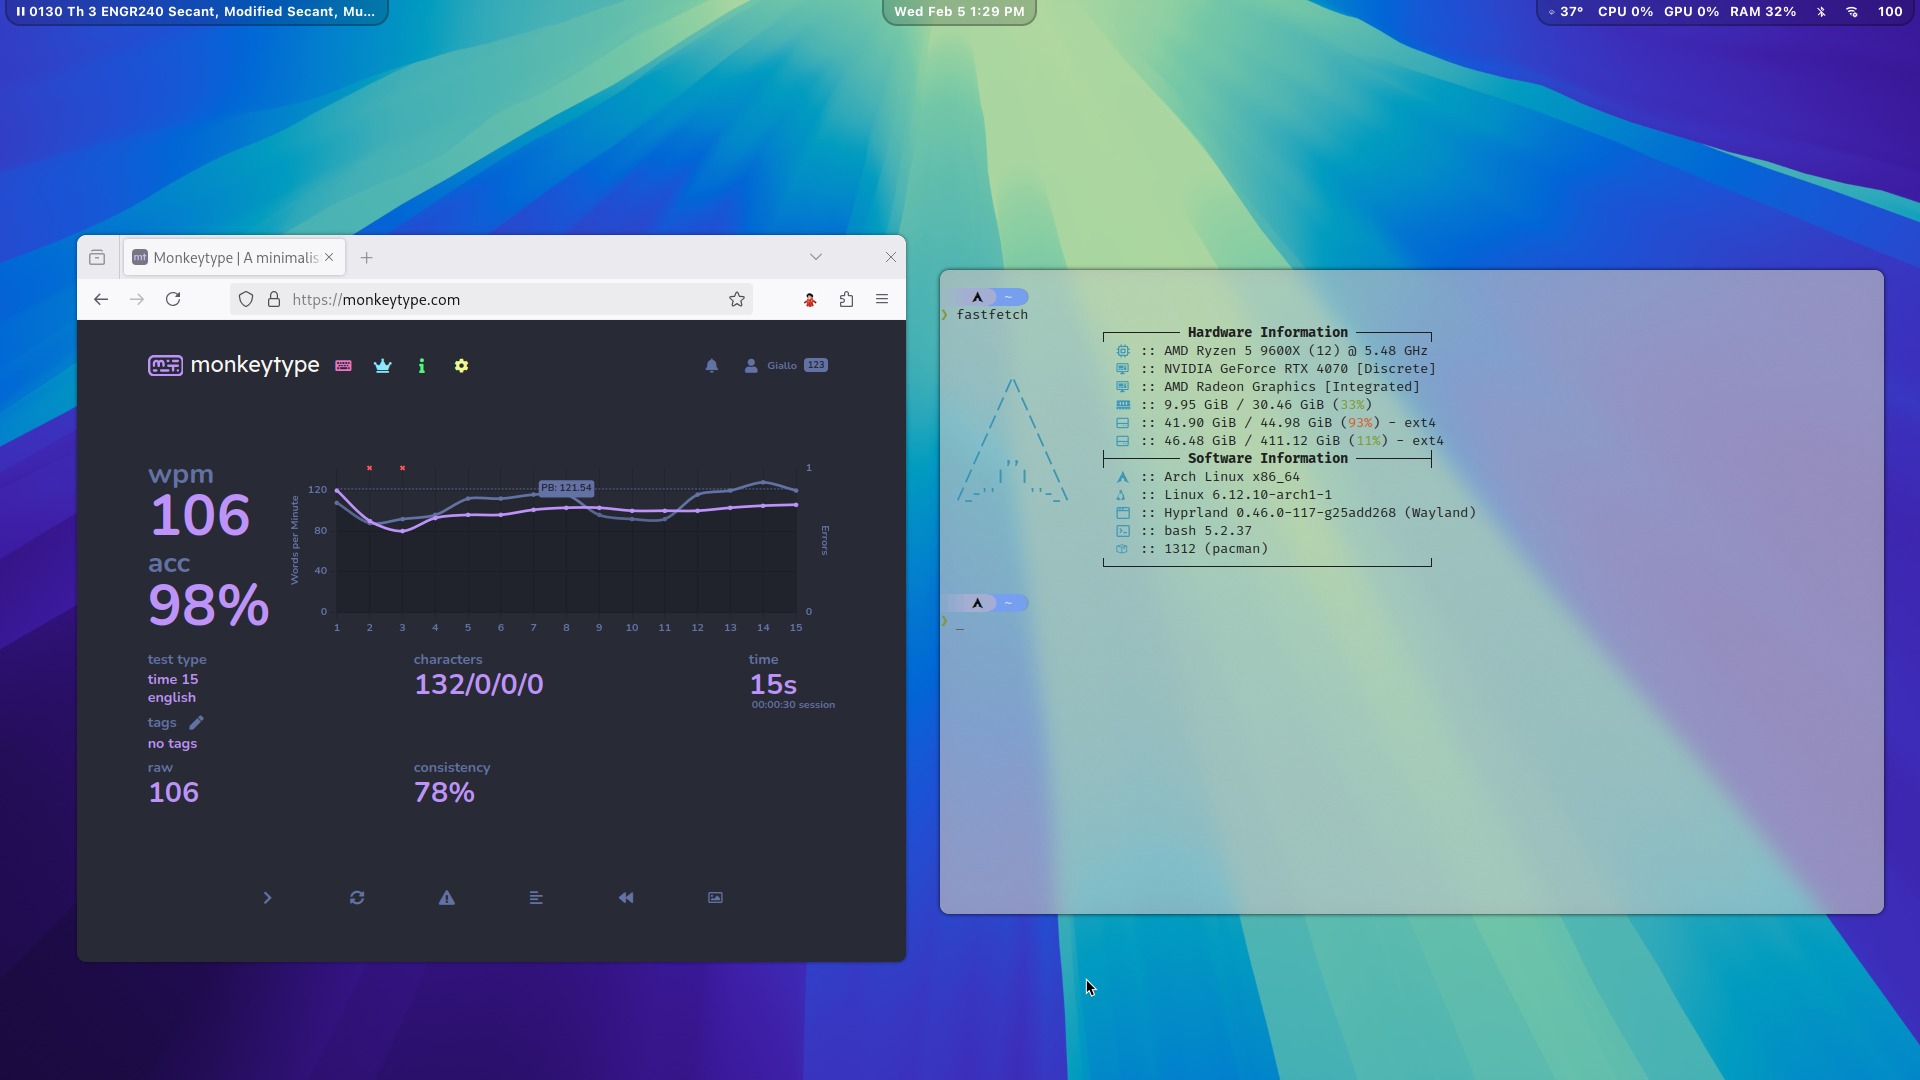 0130 Th 3 ENGR240 Secant, Modified Secant, Mu...
Wed Feb 5 1:29 PM
37° CPU 0% GPU 0% RAM 32% 100
mt Monkeytype | A minimalis
https://monkeytype.com
monkeytype
Giallo 123
wpm
106
acc
98%
Words per Minute
120
80
40
0
PB: 121.54
1
0
Errors
1 2 3 4 5 6 7 8 9 10 11 12 13 14 15
test type
time 15
english
characters
132/0/0/0
time
15s
00:00:30 session
tags
no tags
raw
106
consistency
78%
~
❯ fastfetch
Hardware Information
:: AMD Ryzen 5 9600X (12) @ 5.48 GHz
:: NVIDIA GeForce RTX 4070 [Discrete]
:: AMD Radeon Graphics [Integrated]
:: 9.95 GiB / 30.46 GiB (33%)
:: 41.90 GiB / 44.98 GiB (93%) - ext4
:: 46.48 GiB / 411.12 GiB (11%) - ext4
Software Information
:: Arch Linux x86_64
:: Linux 6.12.10-arch1-1
:: Hyprland 0.46.0-117-g25add268 (Wayland)
:: bash 5.2.37
:: 1312 (pacman)
~
❯ _